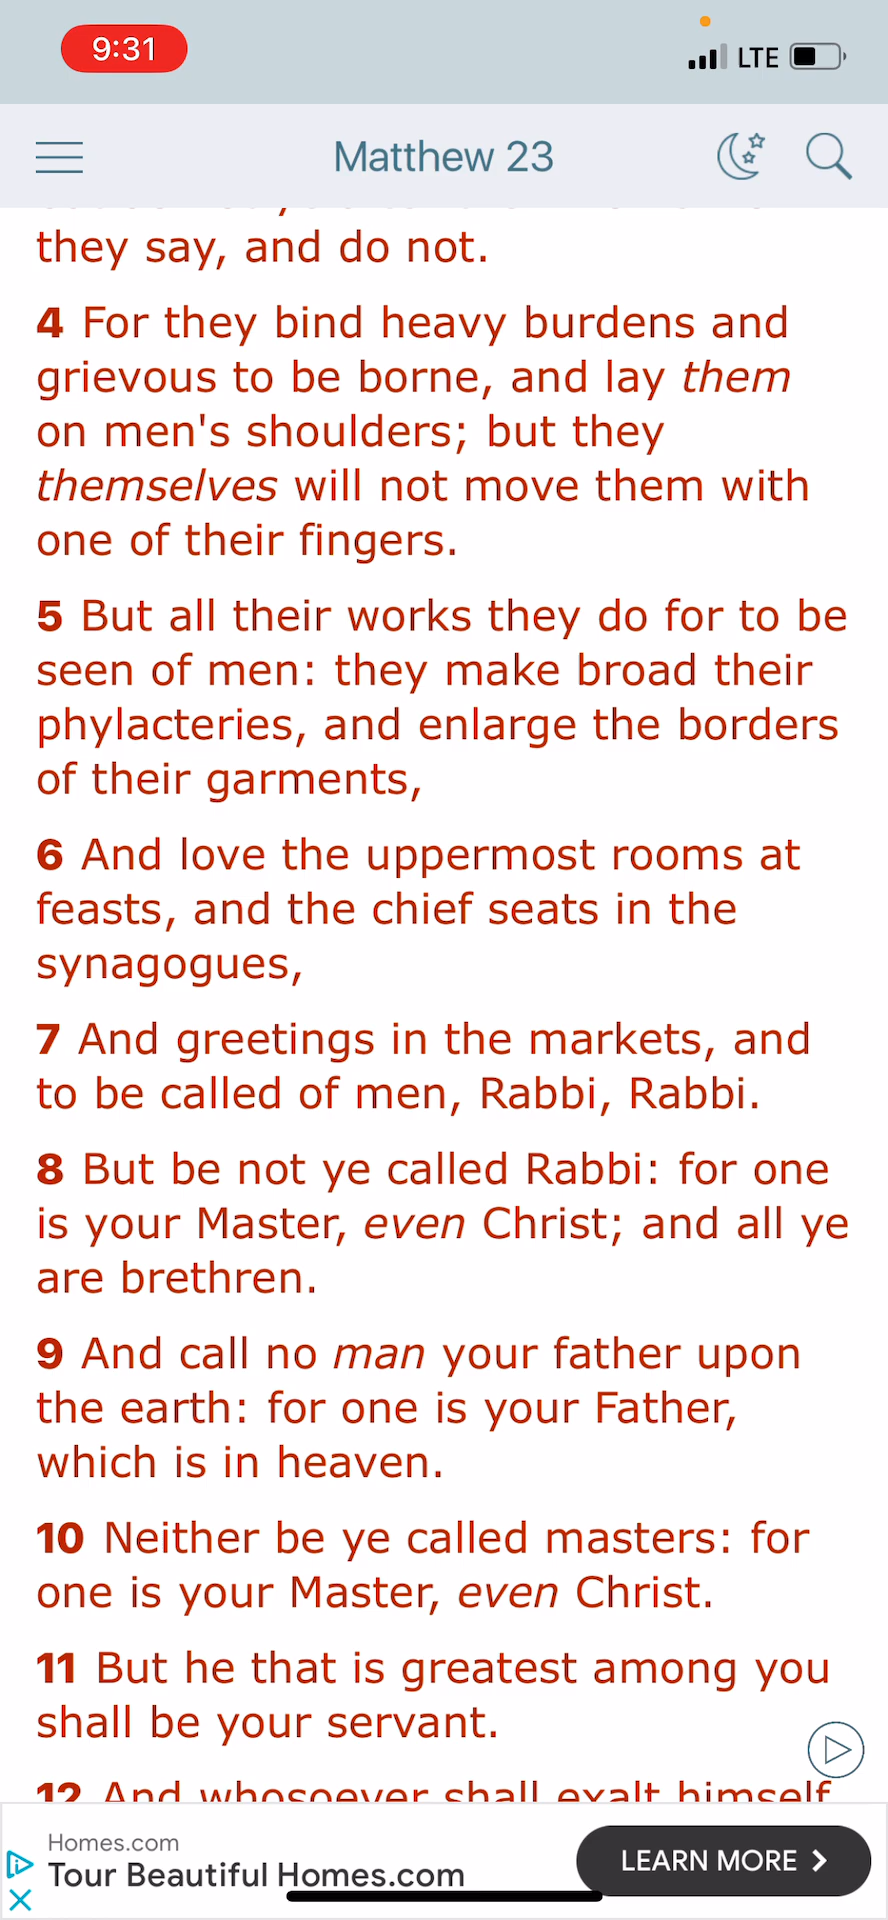 9:31
LTE
Matthew 23
they say, and do not.
4 For they bind heavy burdens and
grievous to be borne, and lay them
on men's shoulders; but they
themselves will not move them with
one of their fingers.
5 But all their works they do for to be
seen of men: they make broad their
phylacteries, and enlarge the borders
of their garments,
6 And love the uppermost rooms at
feasts, and the chief seats in the
synagogues,
7 And greetings in the markets, and
to be called of men, Rabbi, Rabbi.
8 But be not ye called Rabbi: for one
is your Master, even Christ; and all ye
are brethren.
9 And call no man your father upon
the earth: for one is your Father,
which is in heaven.
10 Neither be ye called masters: for
one is your Master, even Christ.
11 But he that is greatest among you
shall be your servant.
12 And whosoever shall exalt himself
Homes.com
Tour Beautiful Homes.com
LEARN MORE